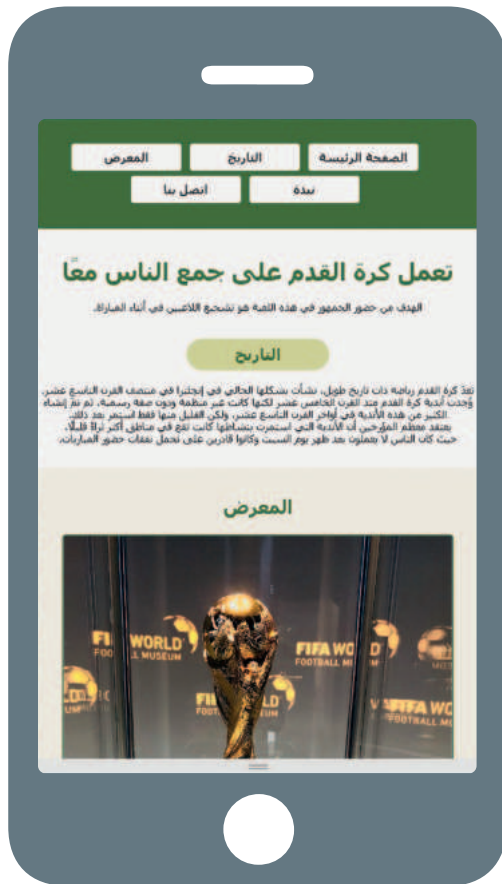 الصفحة الرئيسة
التاريخ
المعرض
نبذة
اتصل بنا
تعمل كرة القدم على جمع الناس معًا
الهدف من حضور الجمهور في هذه اللعبة هو تشجيع اللاعبين في أثناء المباراة.
التاريخ
تعدّ كرة القدم رياضة ذات تاريخ طويل، نشأت بشكلها الحالي في إنجلترا في منتصف القرن التاسع عشر.
وُجدت أندية كرة القدم منذ القرن الخامس عشر لكنها كانت غير منظمة ودون صفة رسمية، ثم تم إنشاء
الكثير من هذه الأندية في أواخر القرن التاسع عشر، ولكن القليل منها فقط استمر بعد ذلك.
يعتقد معظم المؤرخين أن الأندية التي استمرت بنشاطها كانت تقع في مناطق أكثر ثراءً قليلًا،
حيث كان الناس لا يعملون بعد ظهر يوم السبت وكانوا قادرين على تحمل نفقات حضور المباريات.
المعرض
WORLD
MUSEUM
FIFA WO
FOOTBALL M
FIFA WO
FOOTBALL M